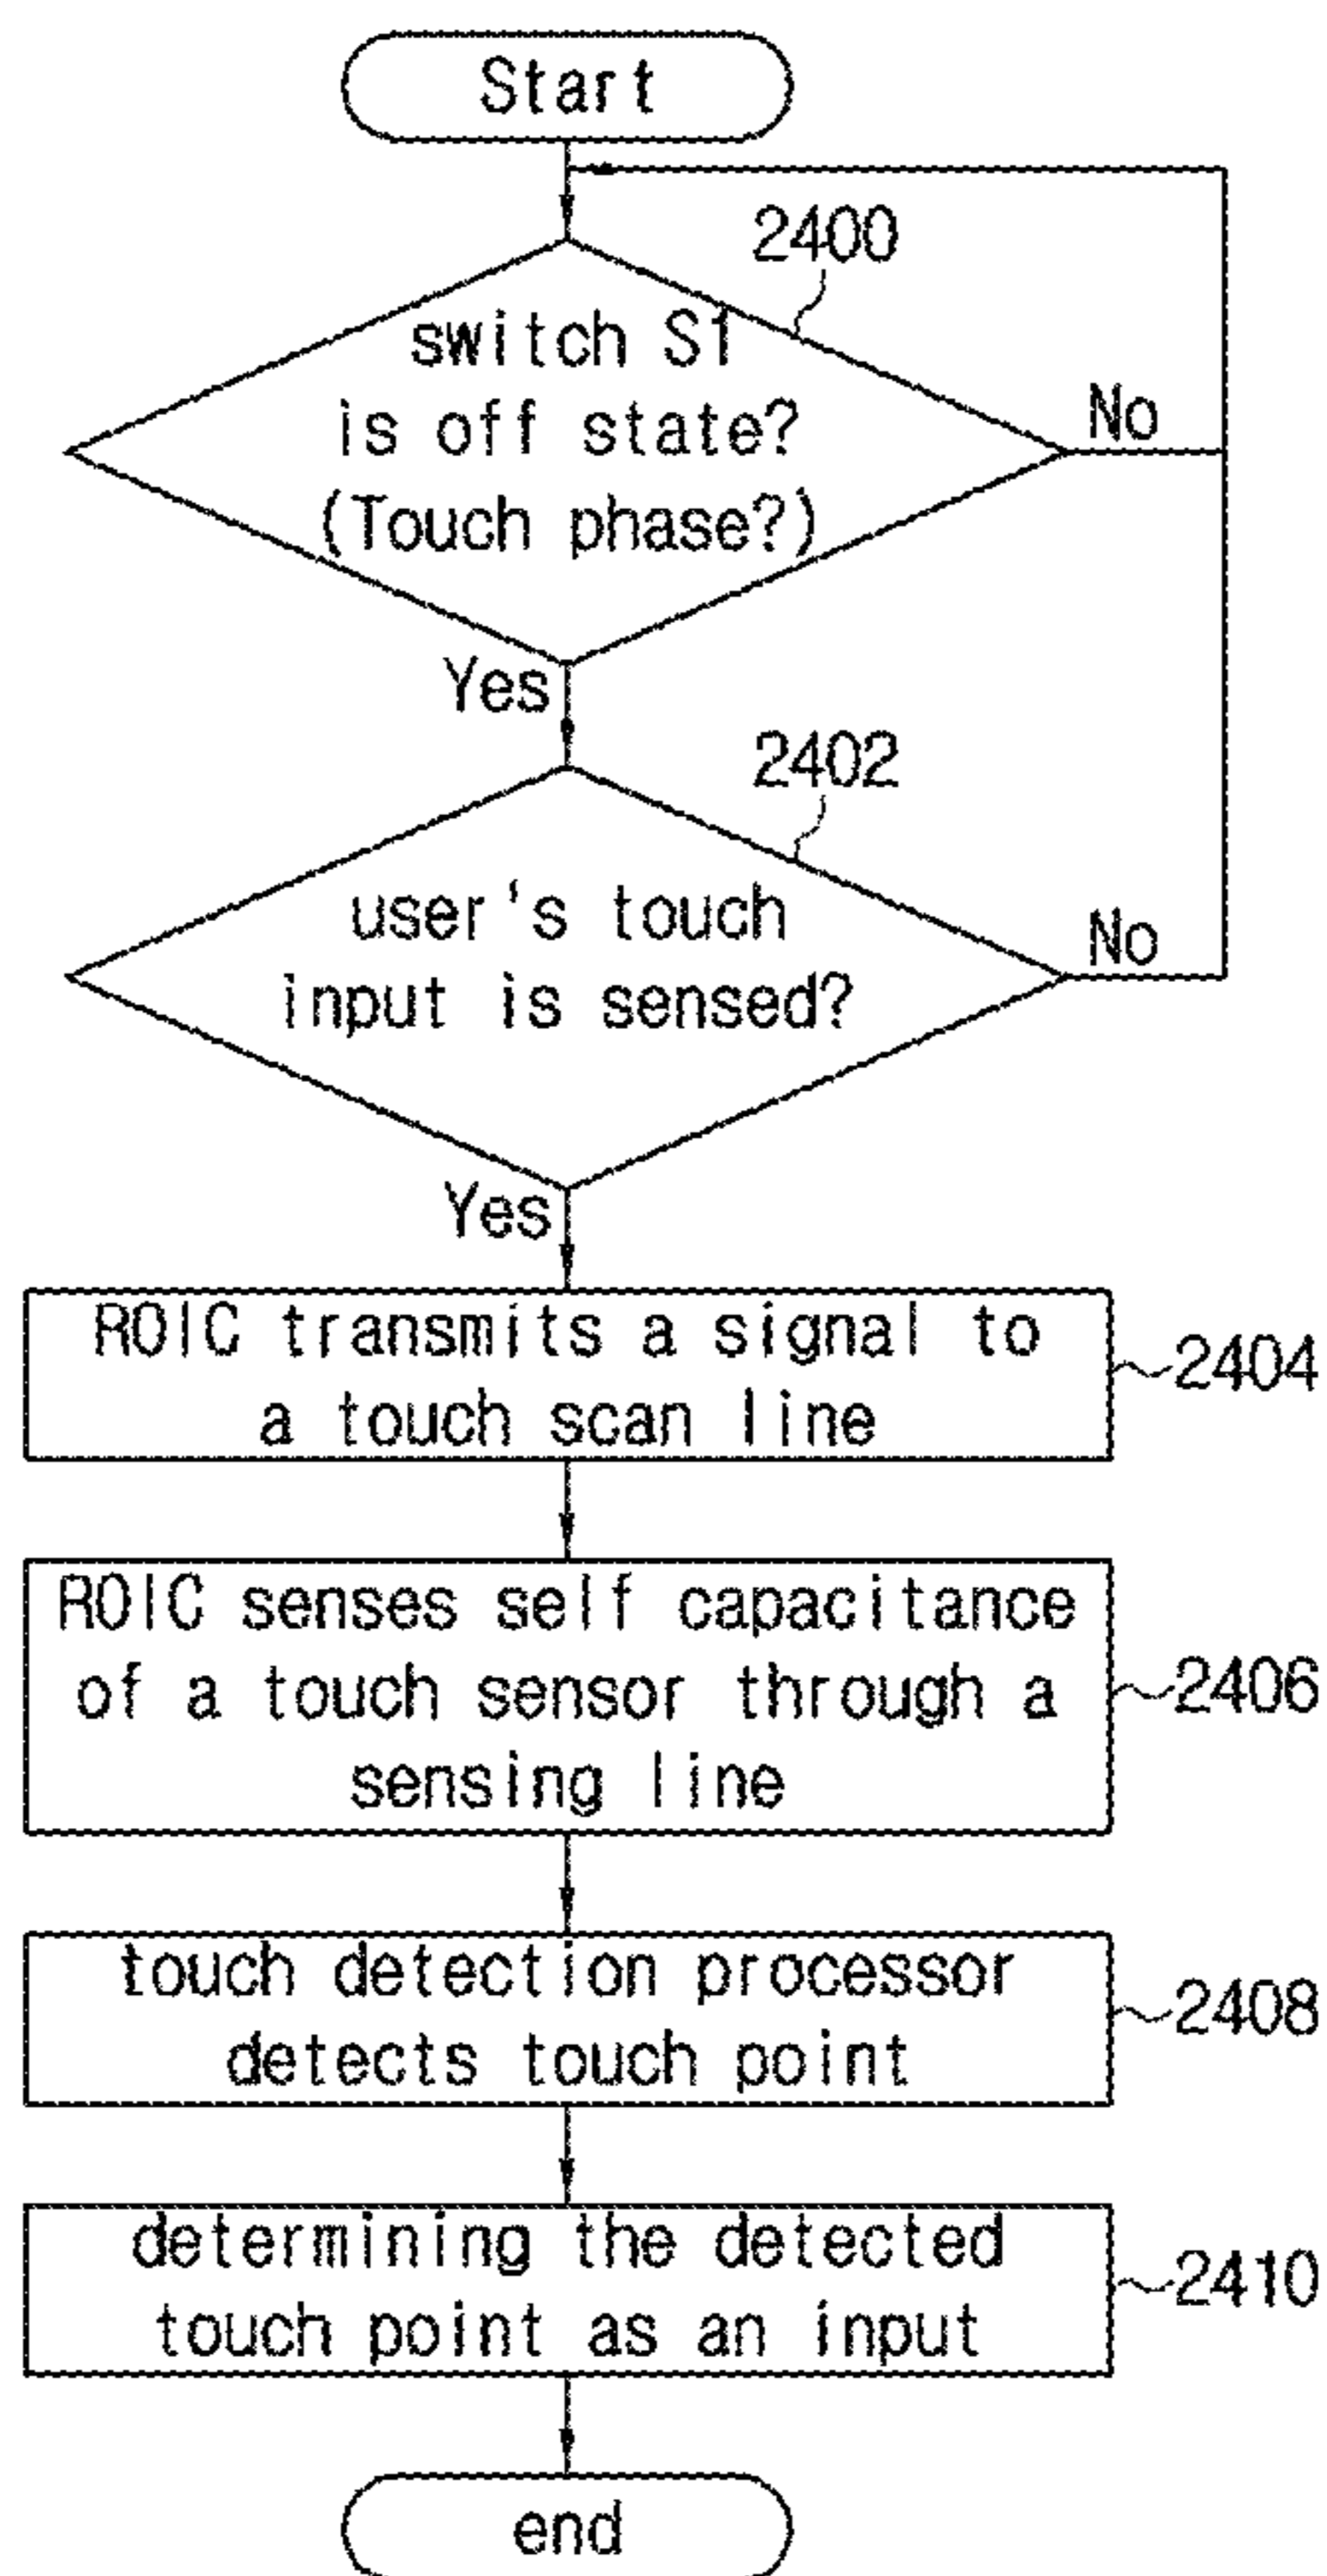 Start
2400
switch S1
is off state?
(Touch phase?)
No
Yes
2402
user's touch
input is sensed?
No
Yes
ROIC transmits a signal to
a touch scan line
2404
ROIC senses self capacitance
of a touch sensor through a
sensing line
2406
touch detection processor
detects touch point
2408
determining the detected
touch point as an input
2410
end